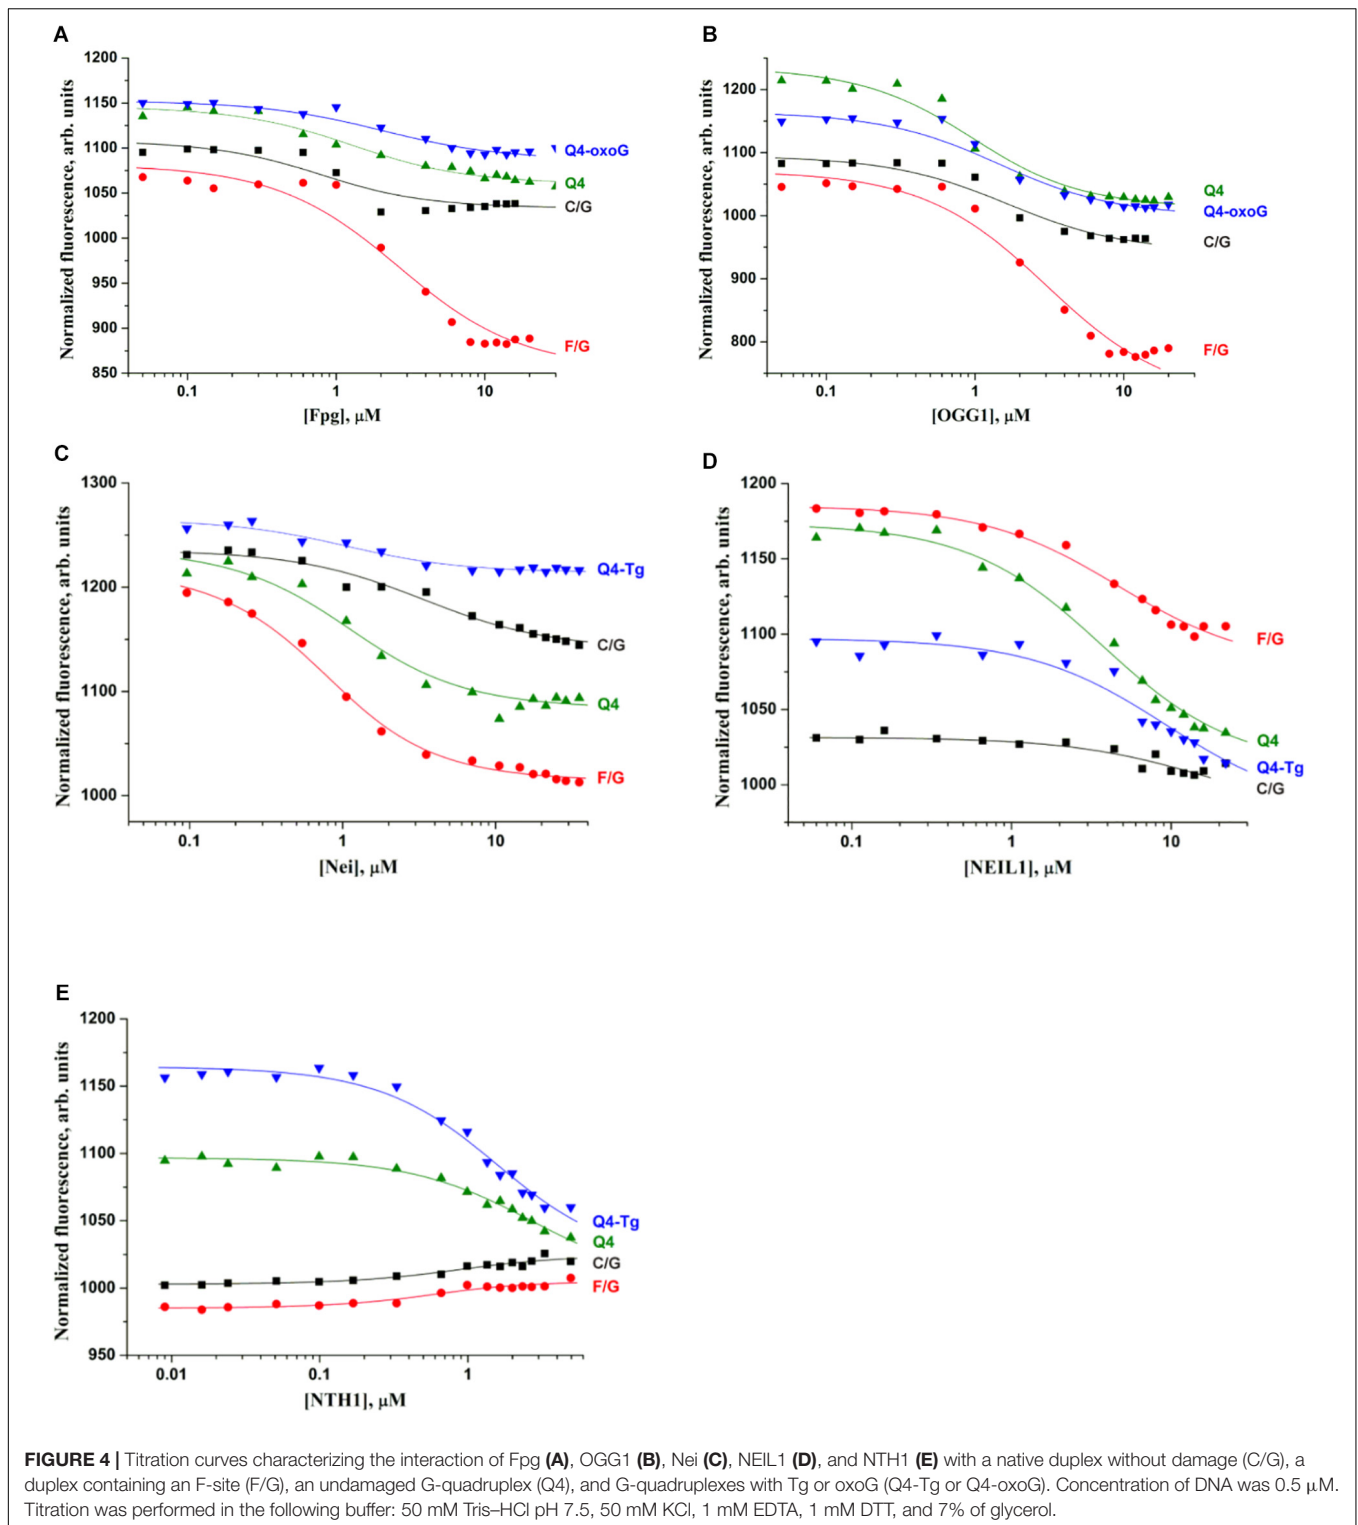 A
Normalized fluorescence, arb. units
1200
1150
1100
1050
1000
950
900
850
0.1 1 10
[Fpg], μM
Q4-oxoG
Q4
C/G
F/G
B
Normalized fluorescence, arb. units
1200
1100
1000
900
800
0.1 1 10
[OGG1], μM
Q4
Q4-oxoG
C/G
F/G
C
Normalized fluorescence, arb. units
1300
1200
1100
1000
0.1 1 10
[Nei], μM
Q4-Tg
C/G
Q4
F/G
D
Normalized fluorescence, arb. units
1200
1150
1100
1050
1000
0.1 1 10
[NEIL1], μM
F/G
Q4
Q4-Tg
C/G
E
Normalized fluorescence, arb. units
1200
1150
1100
1050
1000
950
0.01 0.1 1
[NTH1], μM
Q4-Tg
Q4
C/G
F/G
FIGURE 4 | Titration curves characterizing the interaction of Fpg (A), OGG1 (B), Nei (C), NEIL1 (D), and NTH1 (E) with a native duplex without damage (C/G), a
duplex containing an F-site (F/G), an undamaged G-quadruplex (Q4), and G-quadruplexes with Tg or oxoG (Q4-Tg or Q4-oxoG). Concentration of DNA was 0.5 μM.
Titration was performed in the following buffer: 50 mM Tris–HCl pH 7.5, 50 mM KCl, 1 mM EDTA, 1 mM DTT, and 7% of glycerol.